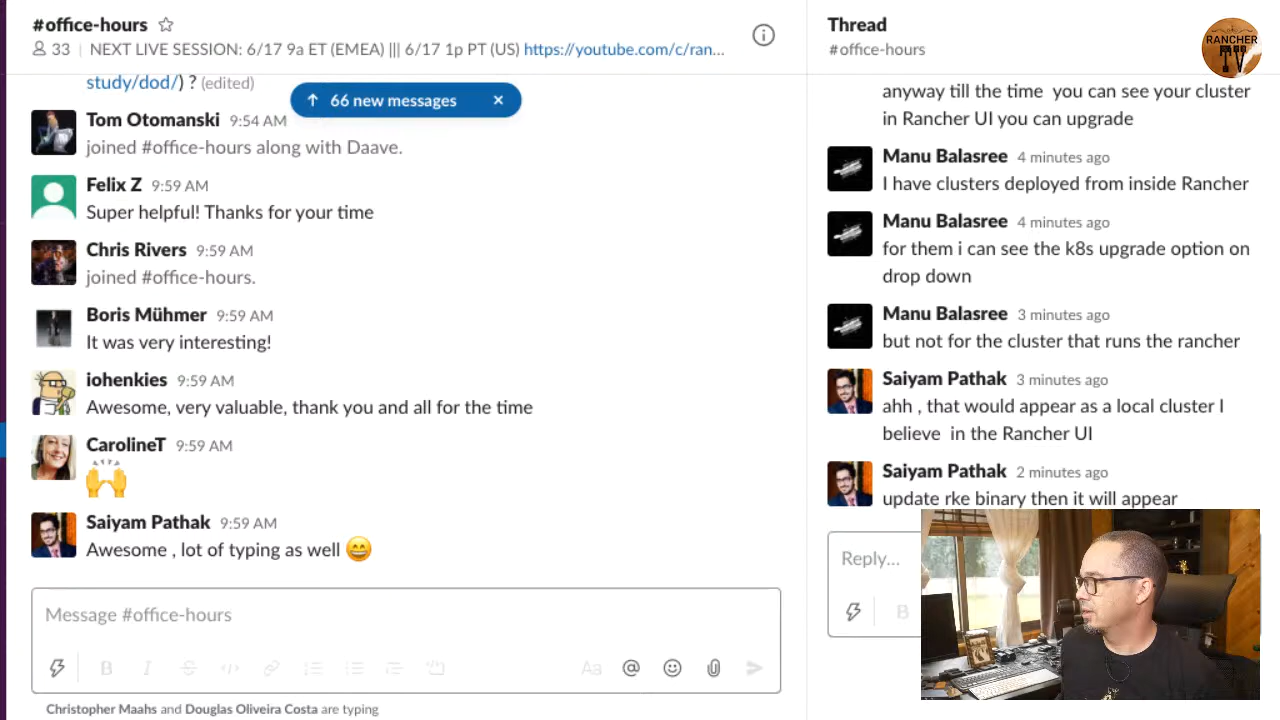 #office-hours
33 | NEXT LIVE SESSION: 6/17 9a ET (EMEA) ||| 6/17 1p PT (US) https://youtube.com/c/ran...
study/dod/) ? (edited)
66 new messages
Tom Otomanski 9:54 AM
joined #office-hours along with Daave.
Felix Z 9:59 AM
Super helpful! Thanks for your time
Chris Rivers 9:59 AM
joined #office-hours.
Boris Mühmer 9:59 AM
It was very interesting!
iohenkies 9:59 AM
Awesome, very valuable, thank you and all for the time
CarolineT 9:59 AM
Saiyam Pathak 9:59 AM
Awesome , lot of typing as well
Message #office-hours
Aa
Christopher Maahs and Douglas Oliveira Costa are typing
Thread
#office-hours
RANCHER
TV
anyway till the time you can see your cluster
in Rancher UI you can upgrade
Manu Balasree 4 minutes ago
I have clusters deployed from inside Rancher
Manu Balasree 4 minutes ago
for them i can see the k8s upgrade option on
drop down
Manu Balasree 3 minutes ago
but not for the cluster that runs the rancher
Saiyam Pathak 3 minutes ago
ahh , that would appear as a local cluster I
believe in the Rancher UI
Saiyam Pathak 2 minutes ago
update rke binary then it will appear
Reply...